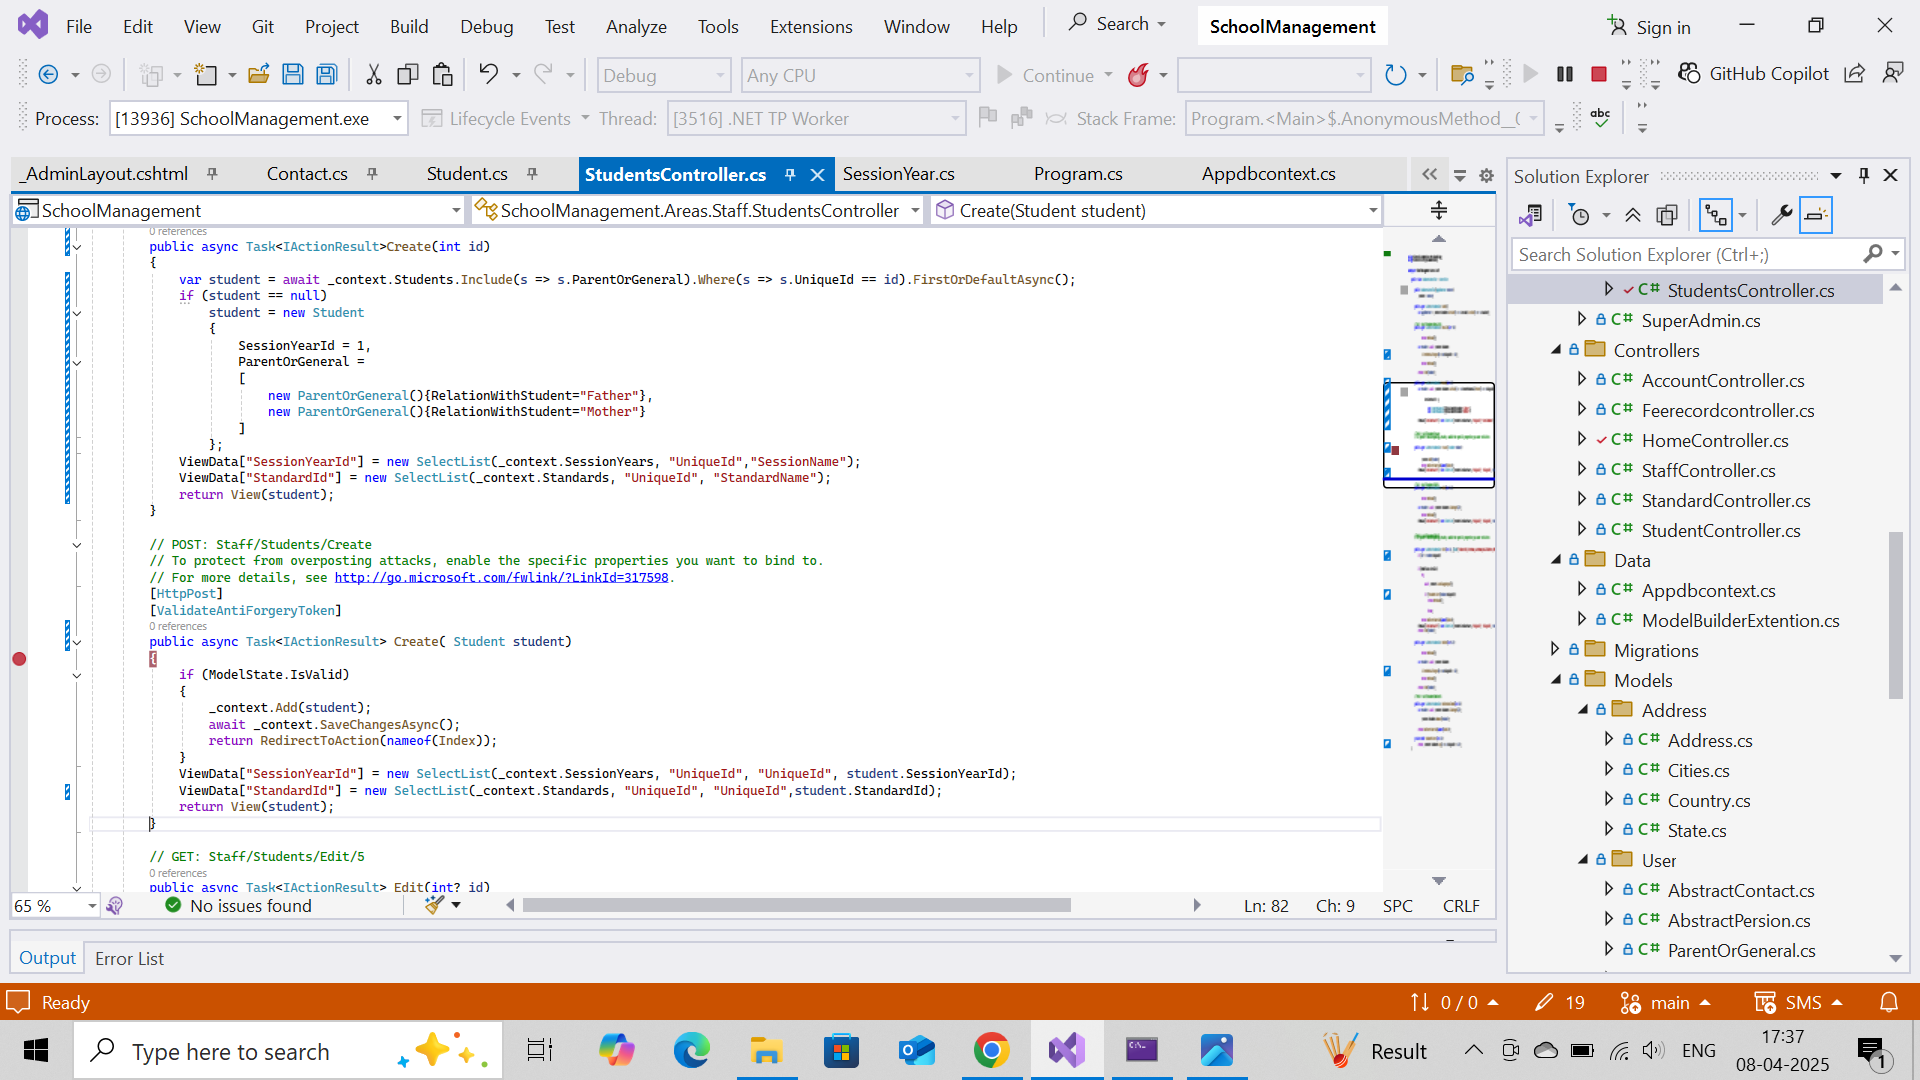 File Edit View Git Project Build Debug Test Analyze Tools Extensions Window Help Search SchoolManagement Sign in
Debug Any CPU Continue GitHub Copilot
Process: [13936] SchoolManagement.exe Lifecycle Events Thread: [3516] .NET TP Worker Stack Frame: Program.<Main>$.AnonymousMethod__( abc
_AdminLayout.cshtml Contact.cs Student.cs StudentsController.cs SessionYear.cs Program.cs Appdbcontext.cs
SchoolManagement SchoolManagement.Areas.Staff.StudentsController Create(Student student)
0 references
public async Task<IActionResult>Create(int id)
{
var student = await _context.Students.Include(s => s.ParentOrGeneral).Where(s => s.UniqueId == id).FirstOrDefaultAsync();
if (student == null)
student = new Student
{
SessionYearId = 1,
ParentOrGeneral =
[
new ParentOrGeneral(){RelationWithStudent="Father"},
new ParentOrGeneral(){RelationWithStudent="Mother"}
]
};
ViewData["SessionYearId"] = new SelectList(_context.SessionYears, "UniqueId","SessionName");
ViewData["StandardId"] = new SelectList(_context.Standards, "UniqueId", "StandardName");
return View(student);
}
// POST: Staff/Students/Create
// To protect from overposting attacks, enable the specific properties you want to bind to.
// For more details, see http://go.microsoft.com/fwlink/?LinkId=317598.
[HttpPost]
[ValidateAntiForgeryToken]
0 references
public async Task<IActionResult> Create( Student student)
{
if (ModelState.IsValid)
{
_context.Add(student);
await _context.SaveChangesAsync();
return RedirectToAction(nameof(Index));
}
ViewData["SessionYearId"] = new SelectList(_context.SessionYears, "UniqueId", "UniqueId", student.SessionYearId);
ViewData["StandardId"] = new SelectList(_context.Standards, "UniqueId", "UniqueId",student.StandardId);
return View(student);
}
// GET: Staff/Students/Edit/5
0 references
public async Task<IActionResult> Edit(int? id)
65 % No issues found Ln: 82 Ch: 9 SPC CRLF
Output Error List
Solution Explorer
Search Solution Explorer (Ctrl+;)
C# StudentsController.cs
C# SuperAdmin.cs
Controllers
C# AccountController.cs
C# Feerecordcontroller.cs
C# HomeController.cs
C# StaffController.cs
C# StandardController.cs
C# StudentController.cs
Data
C# Appdbcontext.cs
C# ModelBuilderExtention.cs
Migrations
Models
Address
C# Address.cs
C# Cities.cs
C# Country.cs
C# State.cs
User
C# AbstractContact.cs
C# AbstractPersion.cs
C# ParentOrGeneral.cs
Ready 0 / 0 19 main SMS
Type here to search Result ENG 17:37
08-04-2025 1